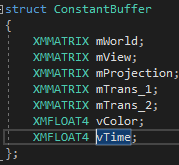 struct ConstantBuffer
{
XMMATRIX mWorld;
XMMATRIX mView;
XMMATRIX mProjection;
XMMATRIX mTrans_1;
XMMATRIX mTrans_2;
XMFLOAT4 vColor;
XMFLOAT4 vTime;
};